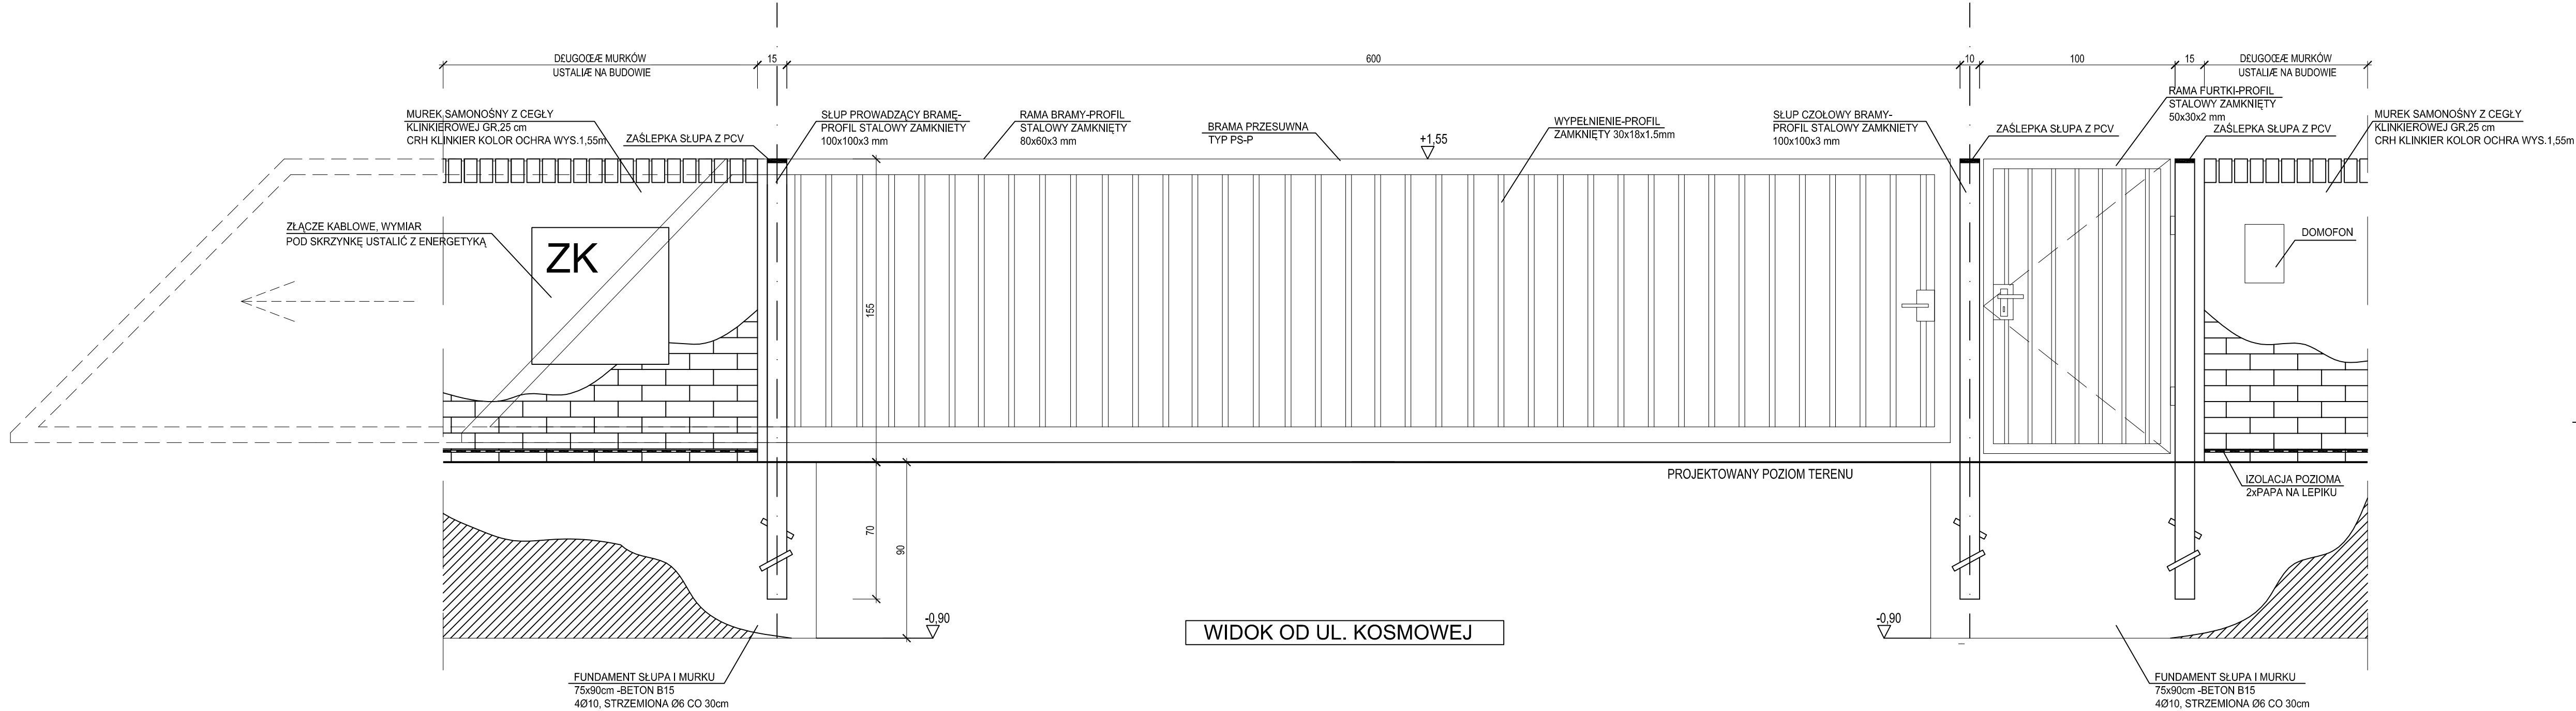 DŁUGOŒÆ MURKÓW
USTALIÆ NA BUDOWIE
15
600
10
100
15
D£UGOŒÆ MURKÓW
USTALIÆ NA BUDOWIE
MUREK SAMONOŚNY Z CEGŁY
KLINKIEROWEJ GR,25 cm
CRH KLINKIER KOLOR OCHRA WYS.1,55m
ZAŚLEPKA SŁUPA Z PCV
SŁUP PROWADZĄCY BRAMĘ-
PROFIL STALOWY ZAMKNIETY
100x100x3 mm
RAMA BRAMY-PROFIL
STALOWY ZAMKNIĘTY
80x60x3 mm
BRAMA PRZESUWNA
TYP PS-P
+1,55
WYPEŁNIENIE-PROFIL
ZAMKNIĘTY 30x18x1.5mm
SŁUP CZOŁOWY BRAMY-
PROFIL STALOWY ZAMKNIETY
100x100x3 mm
ZAŚLEPKA SŁUPA Z PCV
RAMA FURTKI-PROFIL
STALOWY ZAMKNIĘTY
50x30x2 mm
ZAŚLEPKA SŁUPA Z PCV
MUREK SAMONOŚNY Z CEGŁY
KLINKIEROWEJ GR,25 cm
CRH KLINKIER KOLOR OCHRA WYS.1,55m
ZŁĄCZE KABLOWE, WYMIAR
POD SKRZYNKĘ USTALIĆ Z ENERGETYKĄ
ZK
DOMOFON
155
PROJEKTOWANY POZIOM TERENU
IZOLACJA POZIOMA
2xPAPA NA LEPIKU
70
90
-0,90
-0,90
WIDOK OD UL. KOSMOWEJ
FUNDAMENT SŁUPA I MURKU
75x90cm -BETON B15
4Ø10, STRZEMIONA Ø6 CO 30cm
FUNDAMENT SŁUPA I MURKU
75x90cm -BETON B15
4Ø10, STRZEMIONA Ø6 CO 30cm